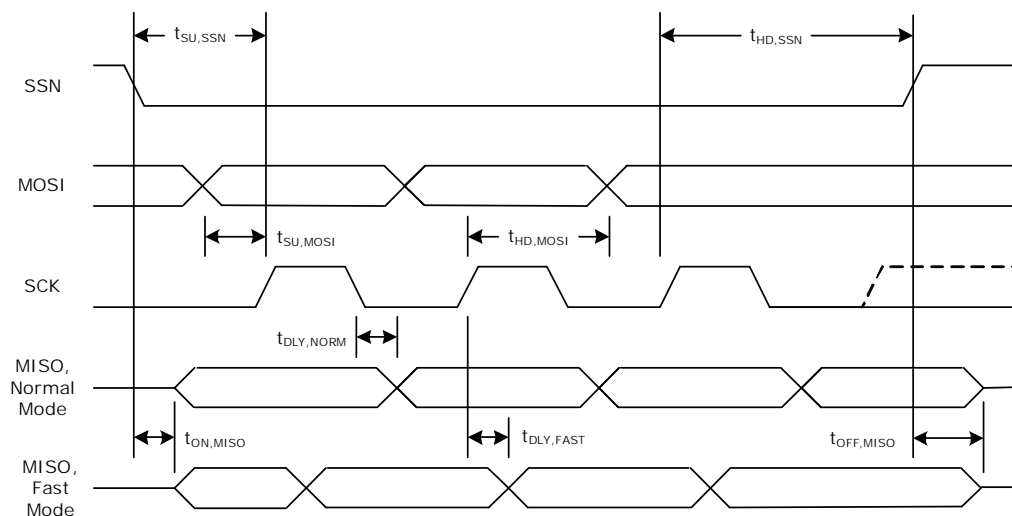 tSU,SSN
tHD,SSN
SSN
MOSI
tSU,MOSI
tHD,MOSI
SCK
tDLY,NORM
MISO,
Normal
Mode
tON,MISO
tDLY,FAST
tOFF,MISO
MISO,
Fast
Mode